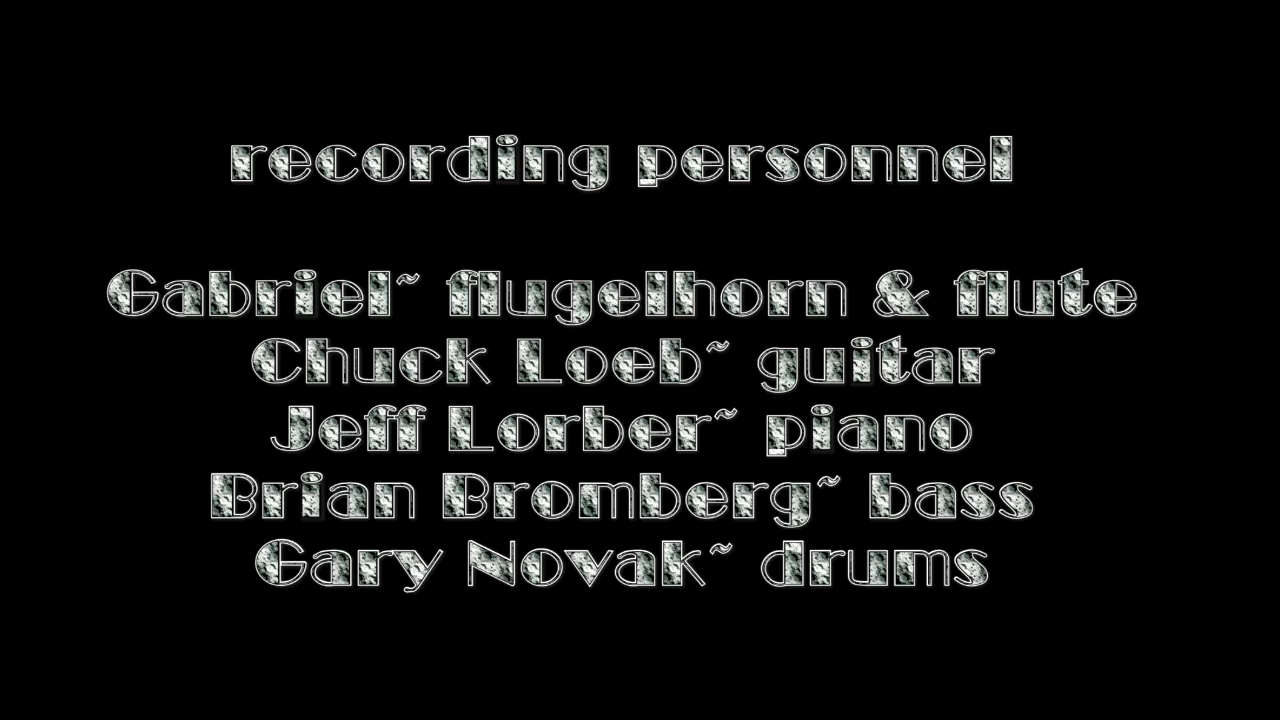 recording personnel
Gabriel~ flugelhorn & flute
Chuck Loeb~ guitar
Jeff Lorber~ piano
Brian Bromberg~ bass
Gary Novak~ drums